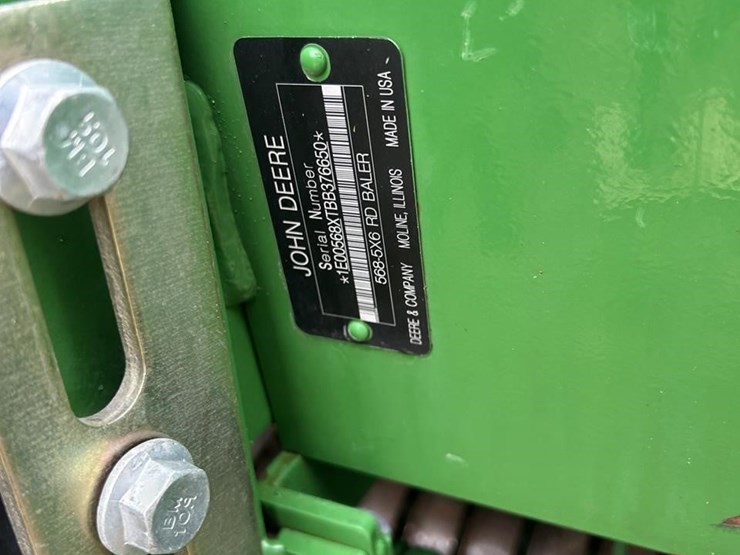 JOHN DEERE
Serial Number
*1E00568XTBB376650*
568-5X6 RD BALER
DEERE & COMPANY MOLINE, ILLINOIS MADE IN USA